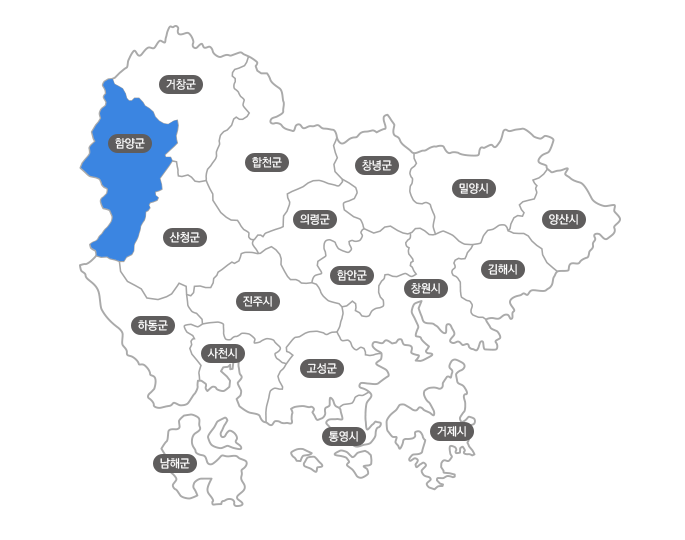 거창군
함양군
합천군
창녕군
밀양시
의령군
양산시
산청군
함안군
김해시
창원시
진주시
하동군
사천시
고성군
통영시
거제시
남해군